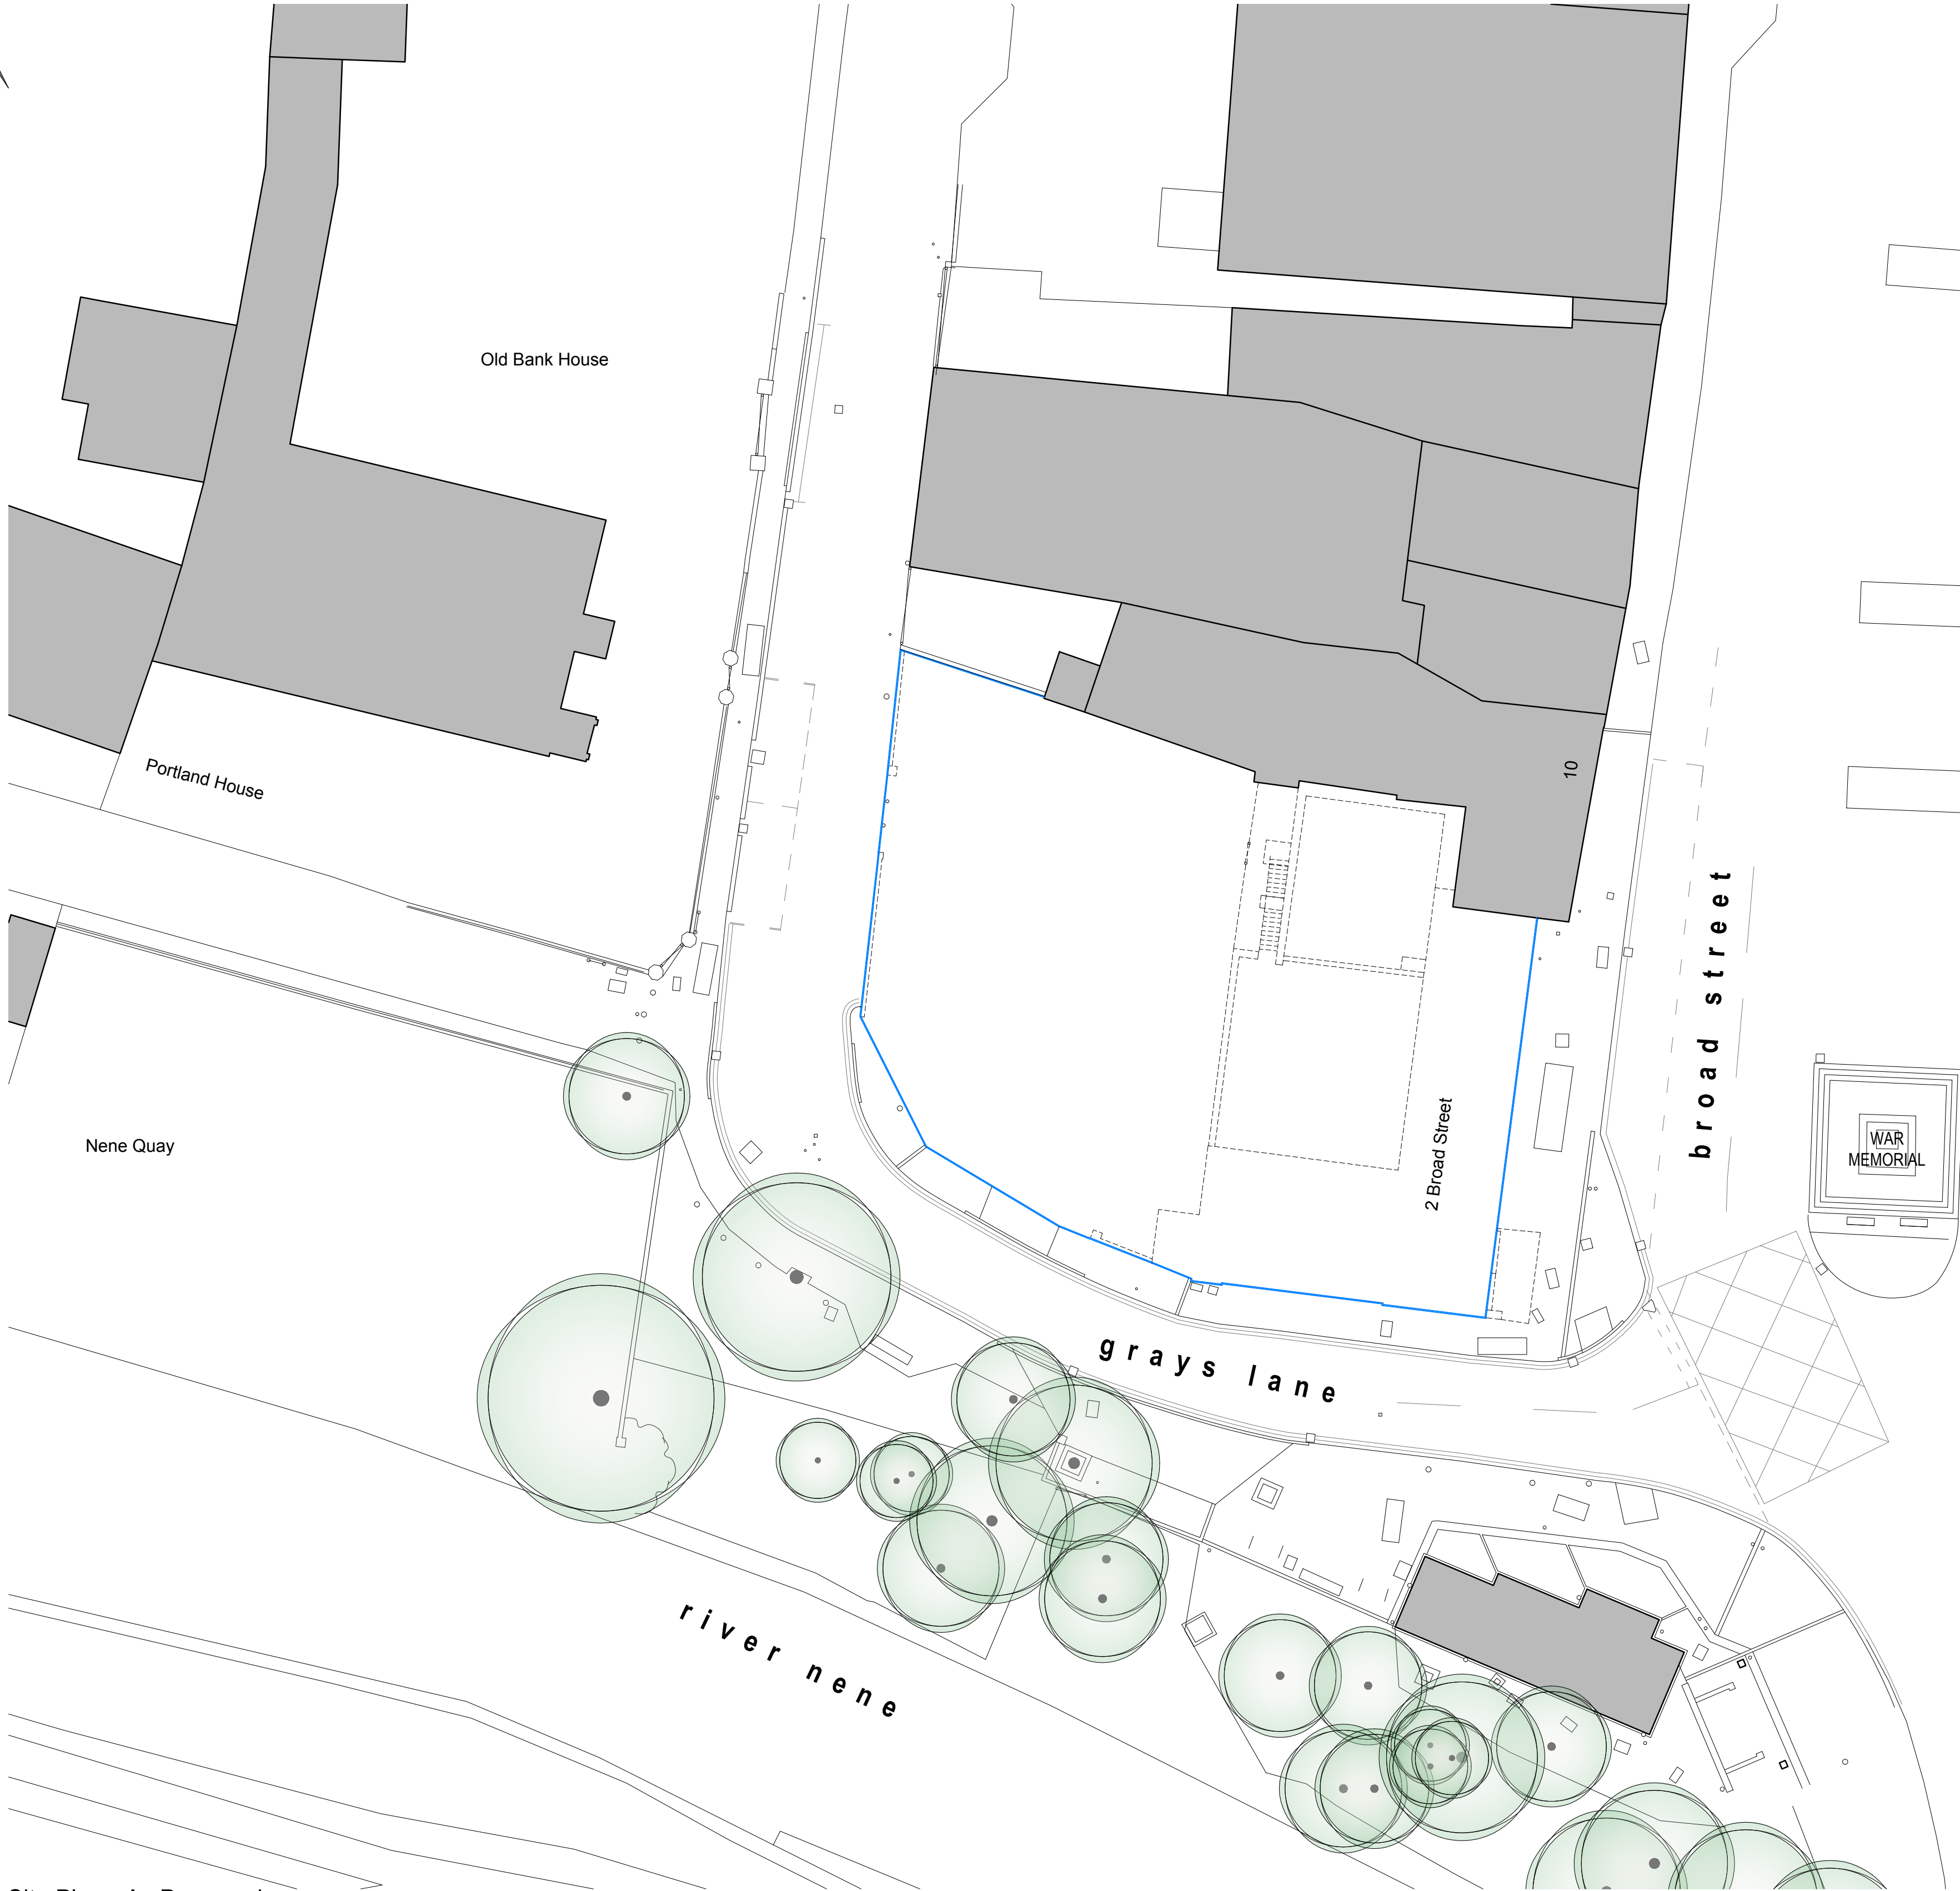 Old Bank House
Portland House
10
broad street
Nene Quay
2 Broad Street
WAR
MEMORIAL
grays lane
river nene